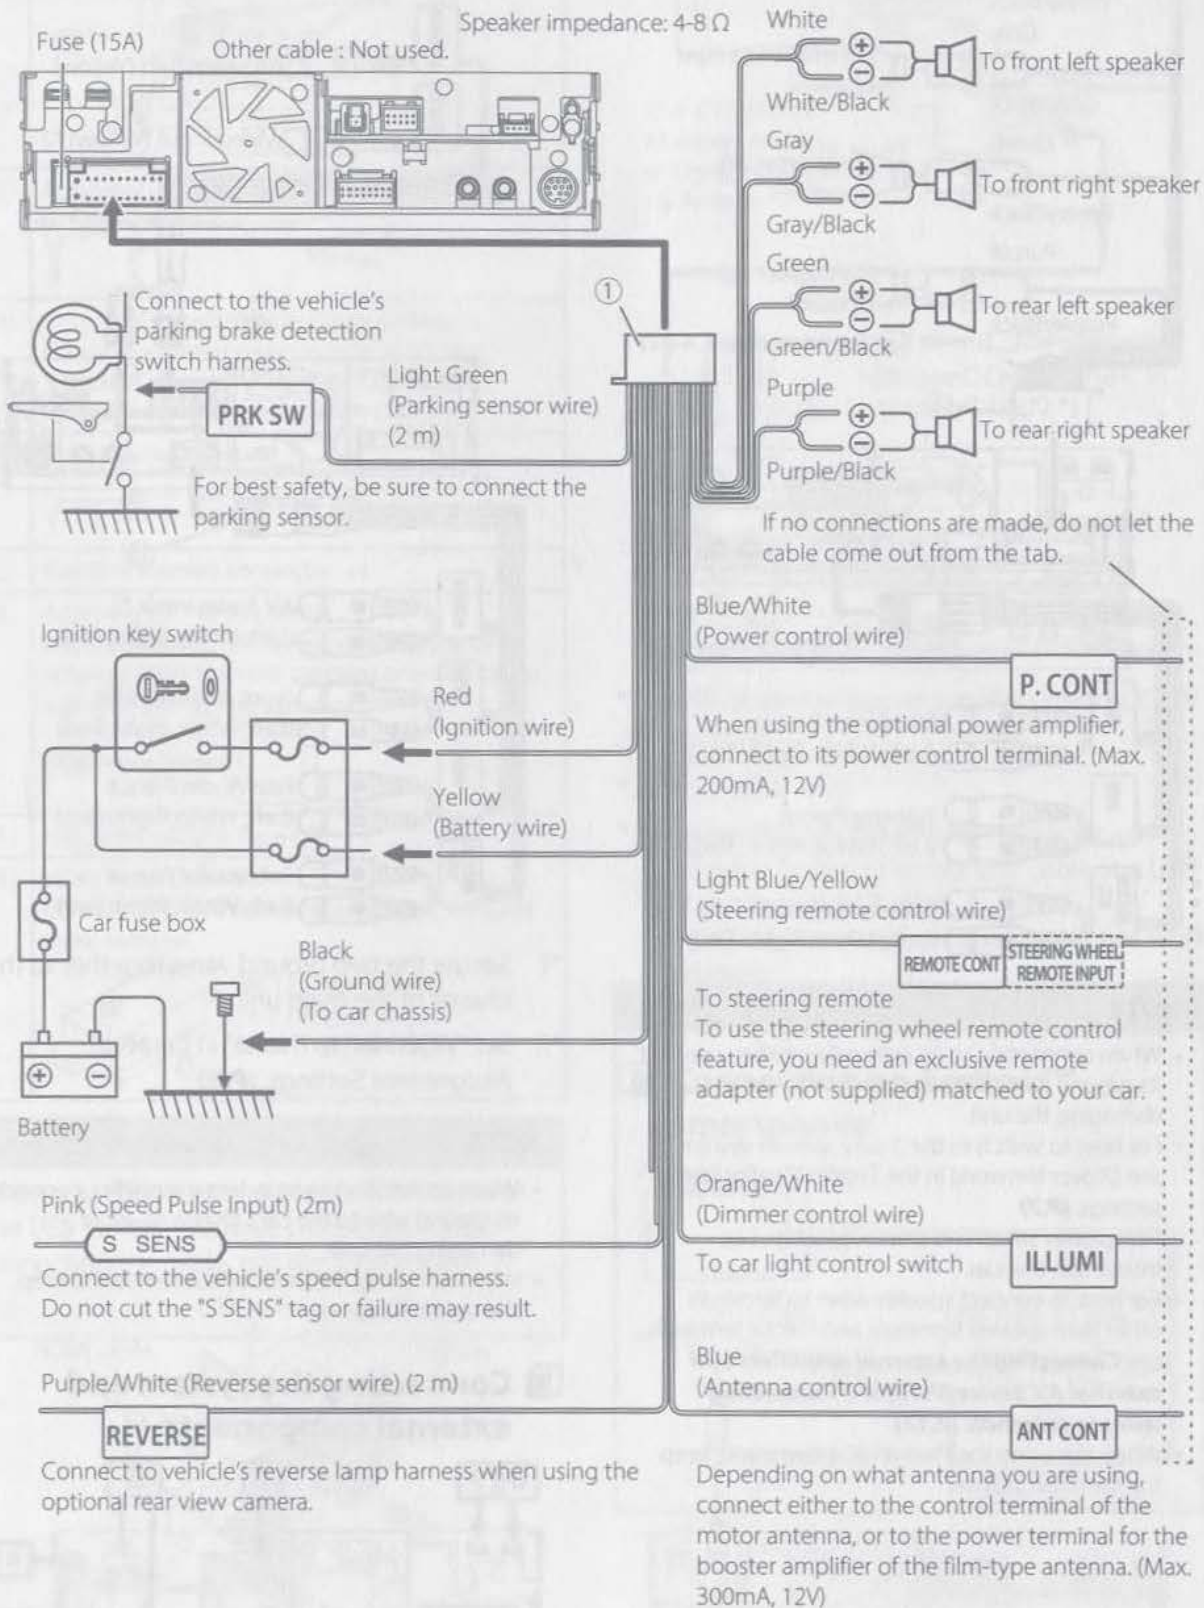 Speaker impedance: 4-8 Ω
Fuse (15A)
Other cable : Not used.
White
⊕
⊖
To front left speaker
White/Black
Gray
⊕
⊖
To front right speaker
Gray/Black
Green
⊕
⊖
To rear left speaker
Green/Black
Purple
⊕
⊖
To rear right speaker
Purple/Black
①
Connect to the vehicle's
parking brake detection
switch harness.
PRK SW
Light Green
(Parking sensor wire)
(2 m)
For best safety, be sure to connect the
parking sensor.
If no connections are made, do not let the
cable come out from the tab.
Ignition key switch
Red
(Ignition wire)
Yellow
(Battery wire)
Car fuse box
Black
(Ground wire)
(To car chassis)
⊕
⊖
Battery
Blue/White
(Power control wire)
P. CONT
When using the optional power amplifier,
connect to its power control terminal. (Max.
200mA, 12V)
Light Blue/Yellow
(Steering remote control wire)
REMOTE CONT
STEERING WHEEL
REMOTE INPUT
To steering remote
To use the steering wheel remote control
feature, you need an exclusive remote
adapter (not supplied) matched to your car.
Pink (Speed Pulse Input) (2m)
S SENS
Connect to the vehicle's speed pulse harness.
Do not cut the "S SENS" tag or failure may result.
Orange/White
(Dimmer control wire)
To car light control switch
ILLUMI
Purple/White (Reverse sensor wire) (2 m)
REVERSE
Connect to vehicle's reverse lamp harness when using the
optional rear view camera.
Blue
(Antenna control wire)
ANT CONT
Depending on what antenna you are using,
connect either to the control terminal of the
motor antenna, or to the power terminal for the
booster amplifier of the film-type antenna. (Max.
300mA, 12V)